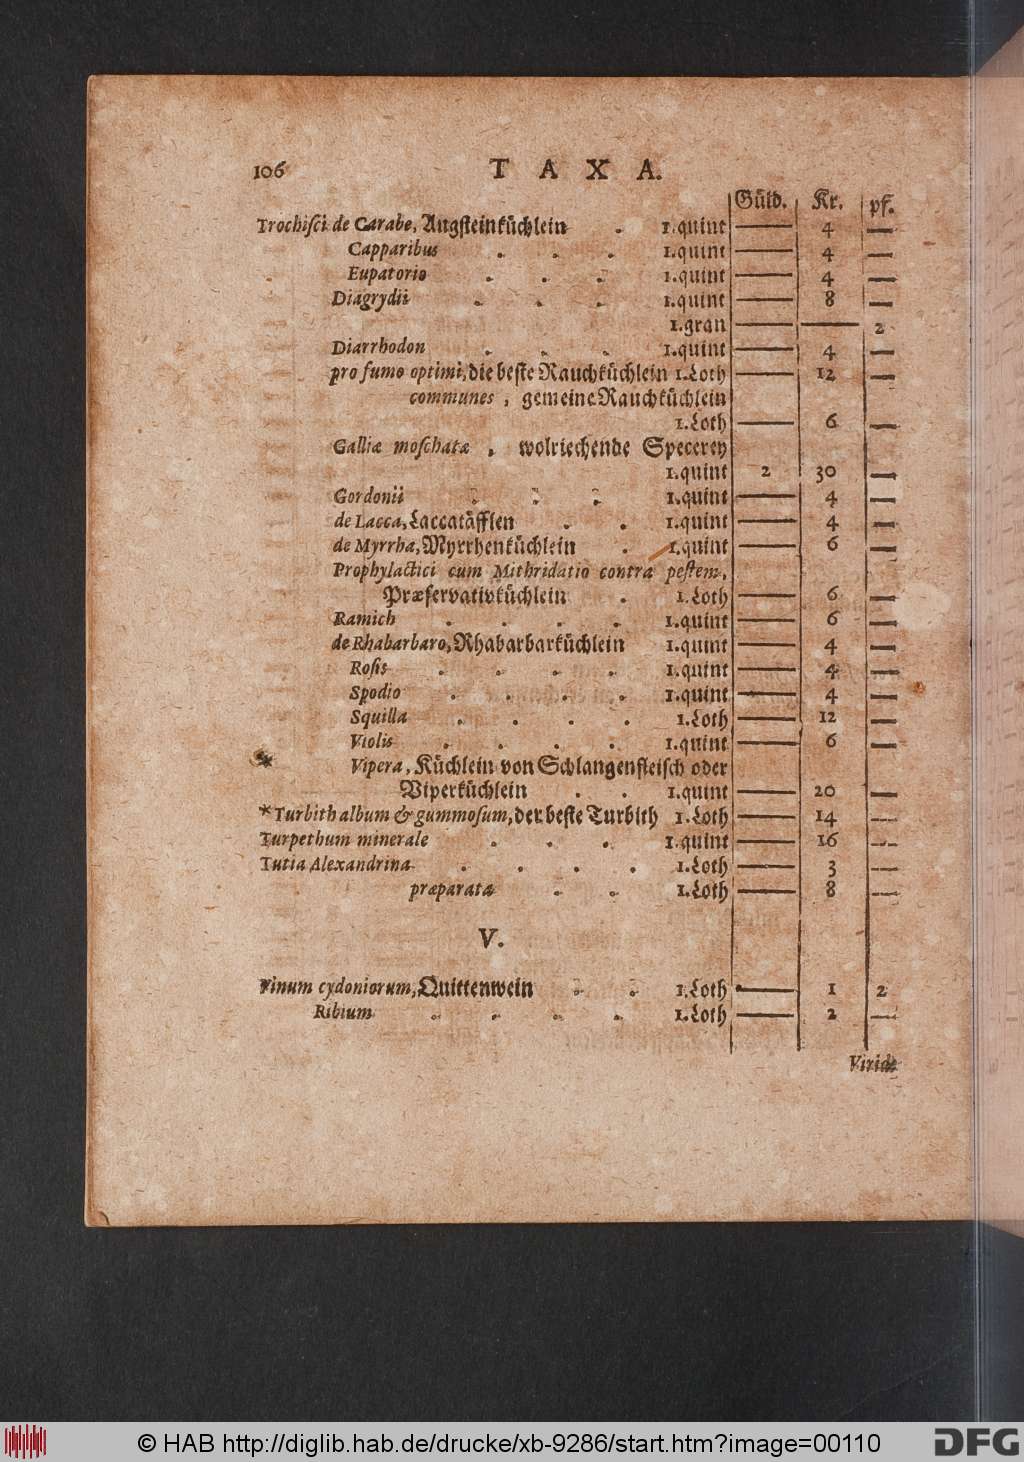 106 TAXA.
Güld. Kr. pf.
Trochisci de Carabe, Angsteinküchlein . 1.quint — 4 —
Capparibus . . . 1.quint — 4 —
Eupatorio . . . 1.quint — 4 —
Diagrydii . . . 1.quint — 8 —
1.gran — — 2
Diarrhodon . . . 1.quint — 4 —
pro fumo optimi, die beste Rauchküchlein 1.Loth — 12 —
communes, gemeine Rauchküchlein
1.Loth — 6 —
Galliæ moschatæ, wolriechende Specerey
1.quint 2 30 —
Gordonii . . . 1.quint — 4 —
de Lacca, Laccatäfflen . . 1.quint — 4 —
de Myrrha, Myrrhenküchlein . 1.quint — 6 —
Prophylactici cum Mithridatio contra pestem,
Præservativküchlein . 1.Loth — 6 —
Ramich . . . . 1.quint — 6 —
de Rhabarbaro, Rhabarbarküchlein 1.quint — 4 —
Rosis . . . . 1.quint — 4 —
Spodio . . . . 1.quint — 4 —
Squilla . . . . 1.Loth — 12 —
Violis . . . . 1.quint — 6 —
* Vipera, Küchlein von Schlangenfleisch oder
Viperküchlein . . 1.quint — 20 —
*Turbith album & gummosum, der beste Turbith 1.Loth — 14 —
Turpethum minerale . . . 1.quint — 16 —
Tutia Alexandrina . . . . 1.Loth — 3 —
præparata . . 1.Loth — 8 —
V.
Vinum cydoniorum, Quittenwein . . 1.Loth — 1 2
Ribium . . . . 1.Loth — 2 —
Viride
© HAB http://diglib.hab.de/drucke/xb-9286/start.htm?image=00110 DFG